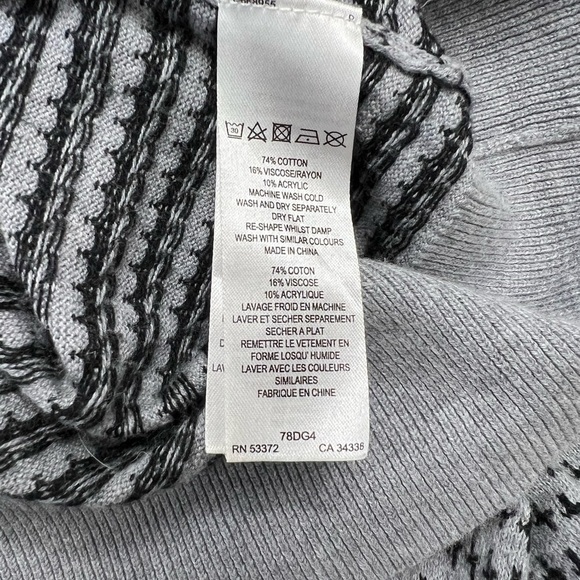 30
74% COTTON
16% VISCOSE/RAYON
10% ACRYLIC
MACHINE WASH COLD
WASH AND DRY SEPARATELY
DRY FLAT
RE-SHAPE WHILST DAMP
WASH WITH SIMILAR COLOURS
MADE IN CHINA
74% COTON
16% VISCOSE
10% ACRYLIQUE
LAVAGE FROID EN MACHINE
LAVER ET SECHER SEPAREMENT
SECHER A PLAT
REMETTRE LE VETEMENT EN
FORME LOSQU' HUMIDE
LAVER AVEC LES COULEURS
SIMILAIRES
FABRIQUE EN CHINE
78DG4
RN 53372 CA 34335